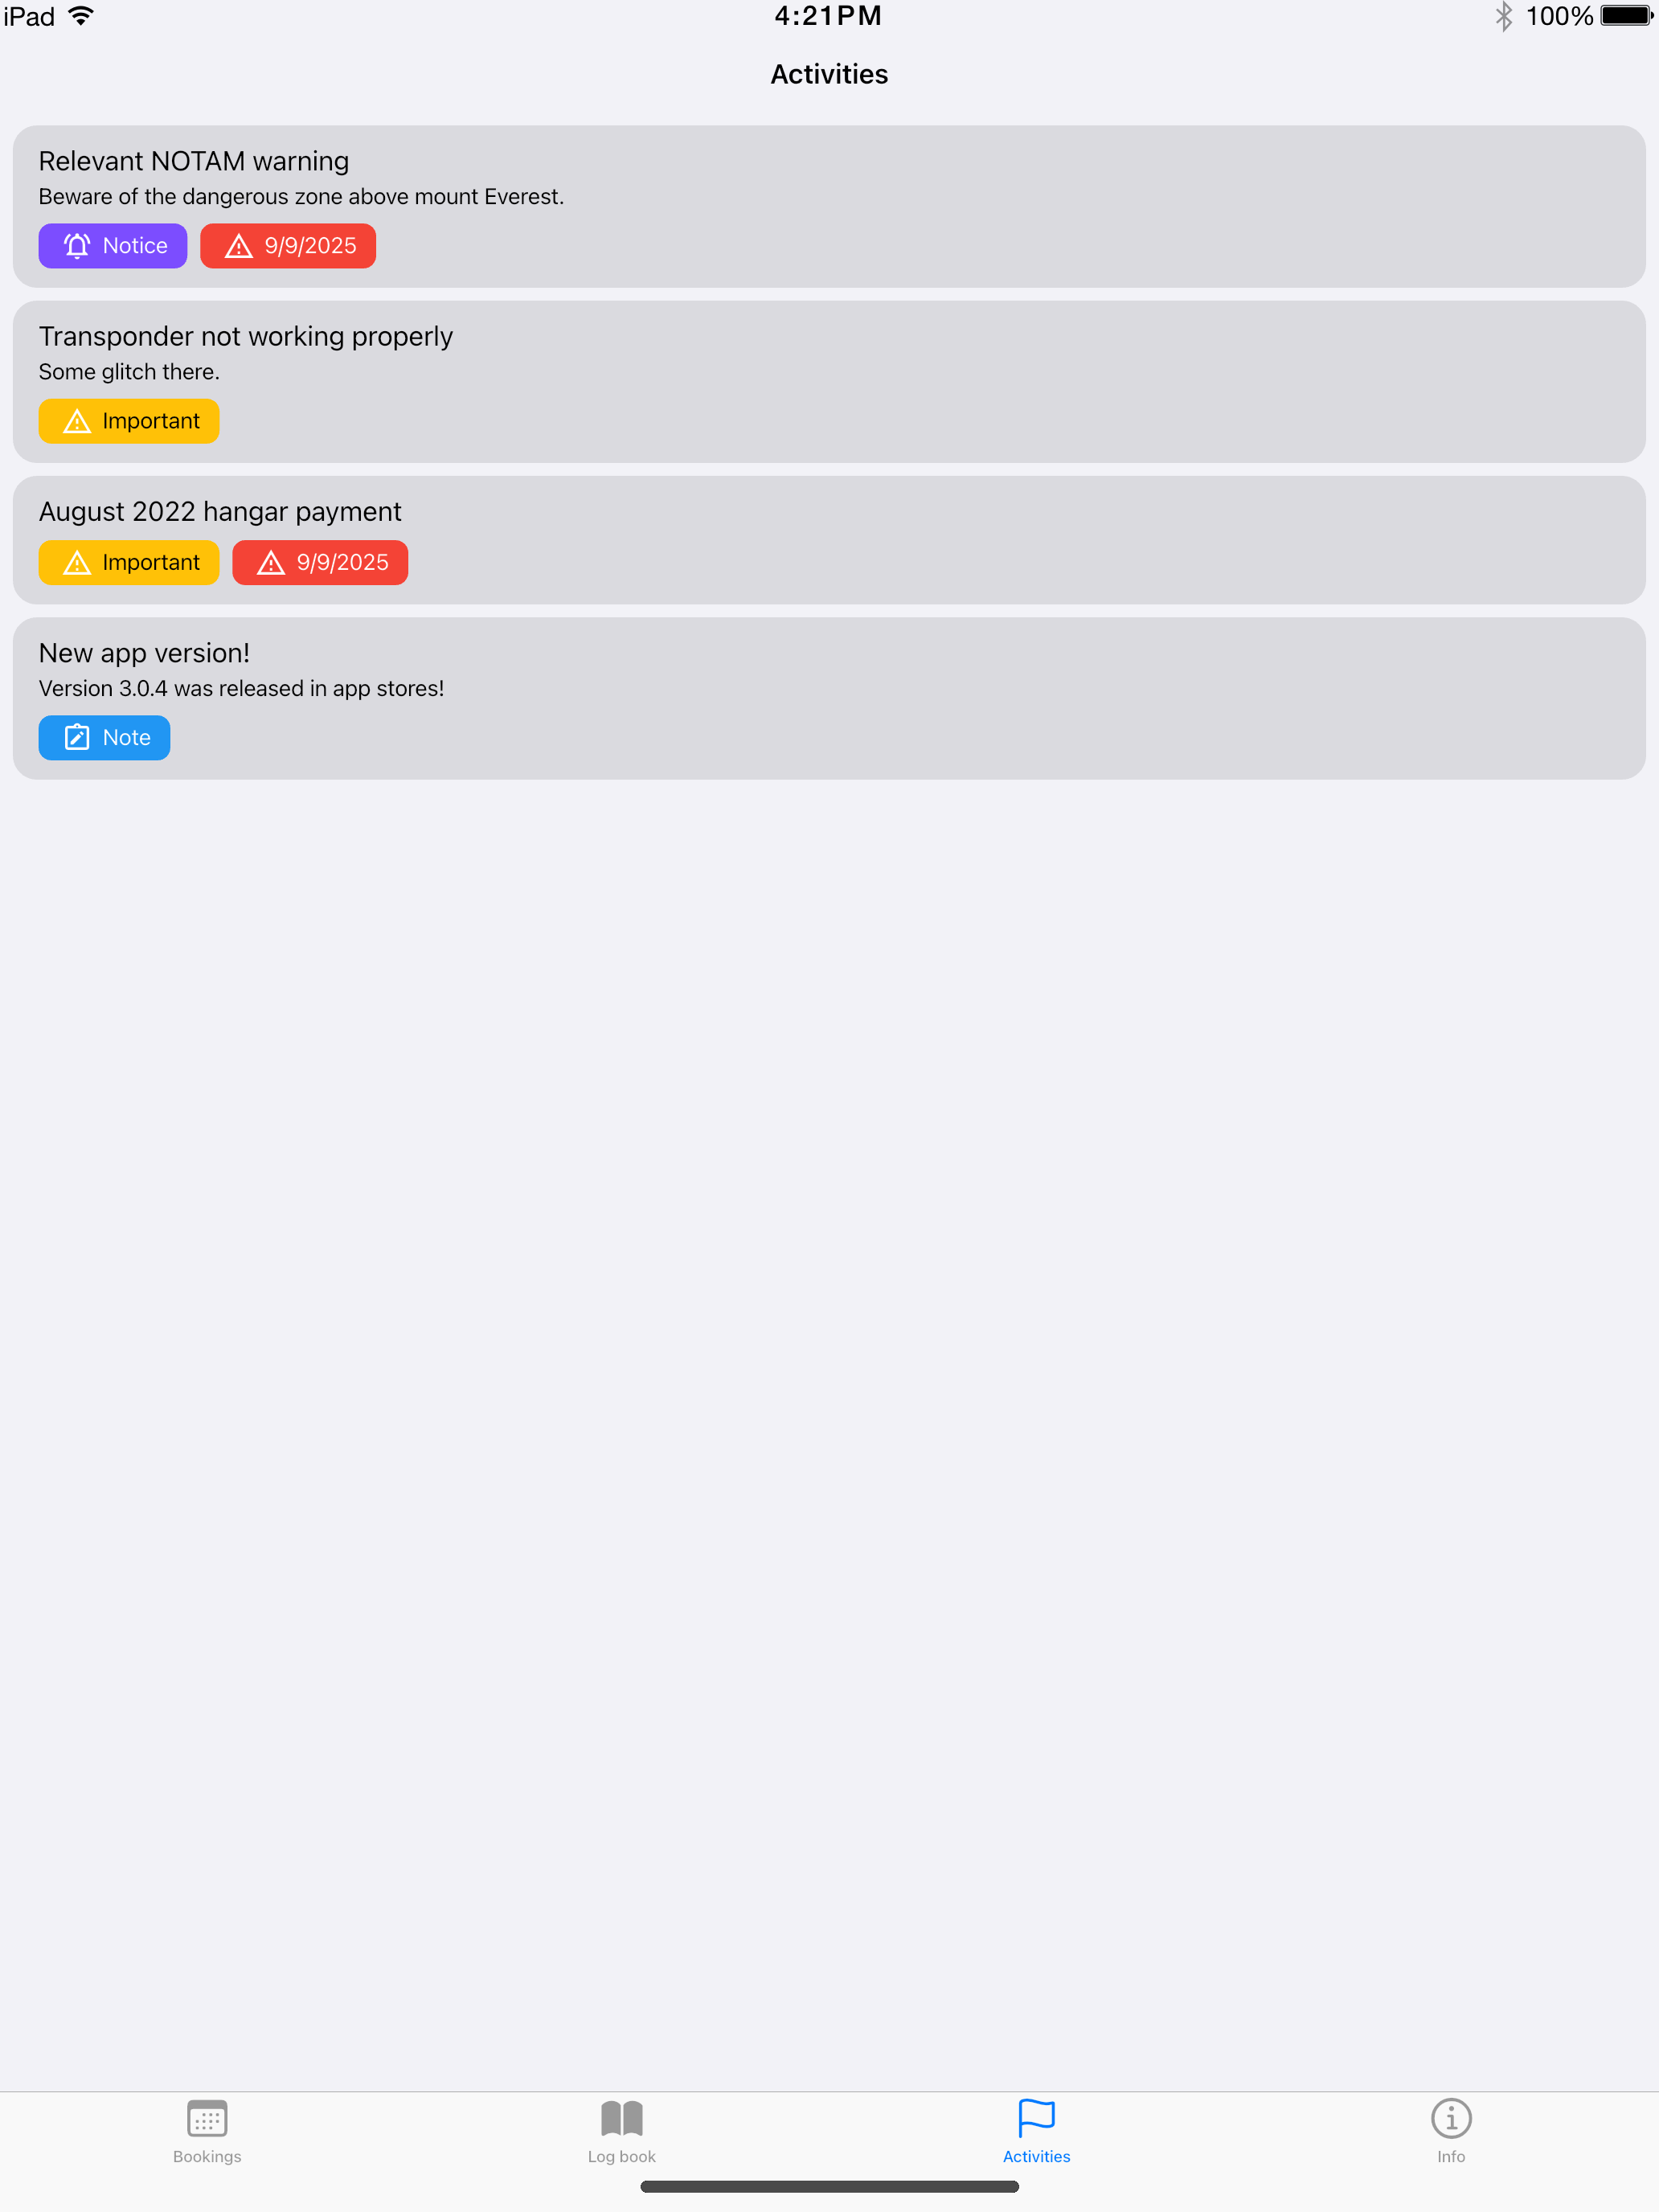 iPad 4:21PM 100%
Activities
Relevant NOTAM warning
Beware of the dangerous zone above mount Everest.
Notice 9/9/2025
Transponder not working properly
Some glitch there.
Important
August 2022 hangar payment
Important 9/9/2025
New app version!
Version 3.0.4 was released in app stores!
Note
Bookings Log book Activities Info